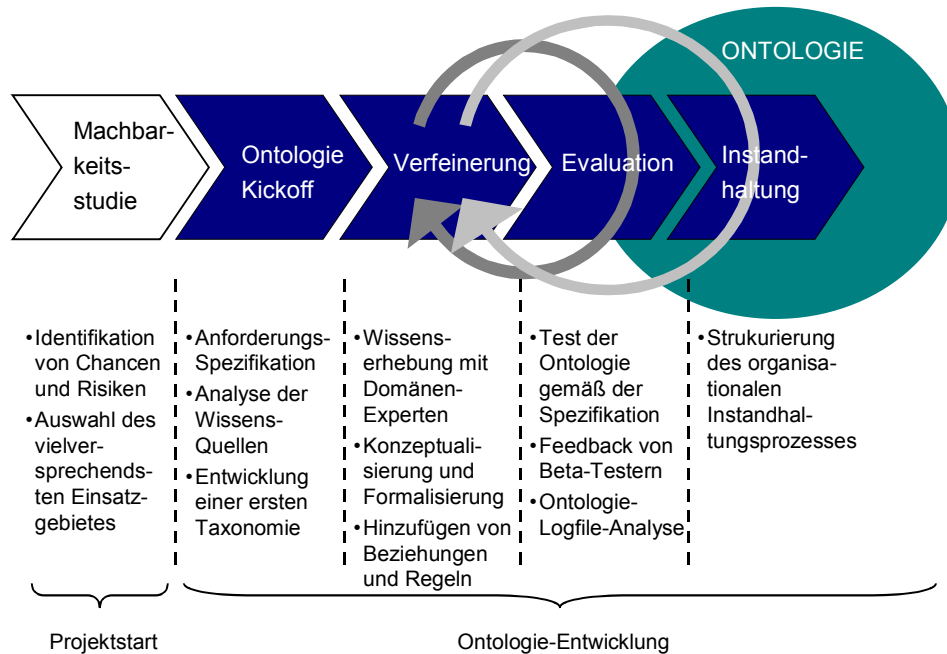 ONTOLOGIE
Machbar-
keits-
studie
Ontologie
Kickoff
Verfeinerung
Evaluation
Instand-
haltung
•Identifikation
von Chancen
und Risiken
•Auswahl des
vielver-
sprechends-
ten Einsatz-
gebietes
•Anforderungs-
Spezifikation
•Analyse der
Wissens-
Quellen
•Entwicklung
einer ersten
Taxonomie
•Wissens-
erhebung mit
Domänen-
Experten
•Konzeptuali-
sierung und
Formalisierung
•Hinzufügen von
Beziehungen
und Regeln
•Test der
Ontologie
gemäß der
Spezifikation
•Feedback von
Beta-Testern
•Ontologie-
Logfile-Analyse
•Strukurierung
des organisa-
tionalen
Instandhal-
tungsprozesses
Projektstart
Ontologie-Entwicklung